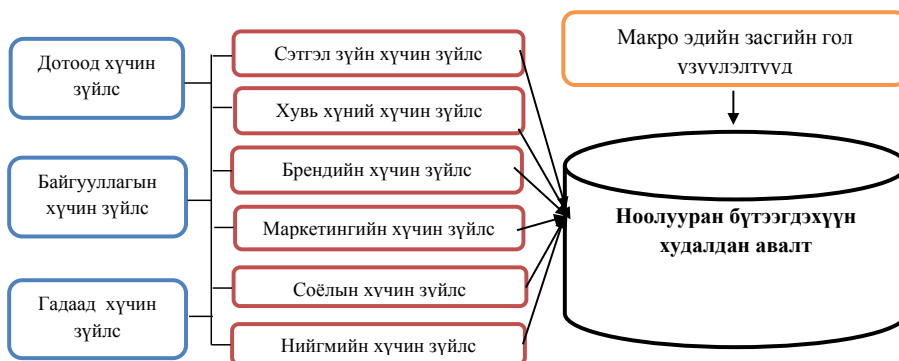 Дотоод хүчин
зүйлс
Байгууллагын
хүчин зүйлс
Гадаад хүчин
зүйлс
Сэтгэл зүйн хүчин зүйлс
Хувь хүний хүчин зүйлс
Брендийн хүчин зүйлс
Маркетингийн хүчин зүйлс
Соёлын хүчин зүйлс
Нийгмийн хүчин зүйлс
Макро эдийн засгийн гол
үзүүлэлтүүд
Ноолууран бүтээгдэхүүн
худалдан авалт